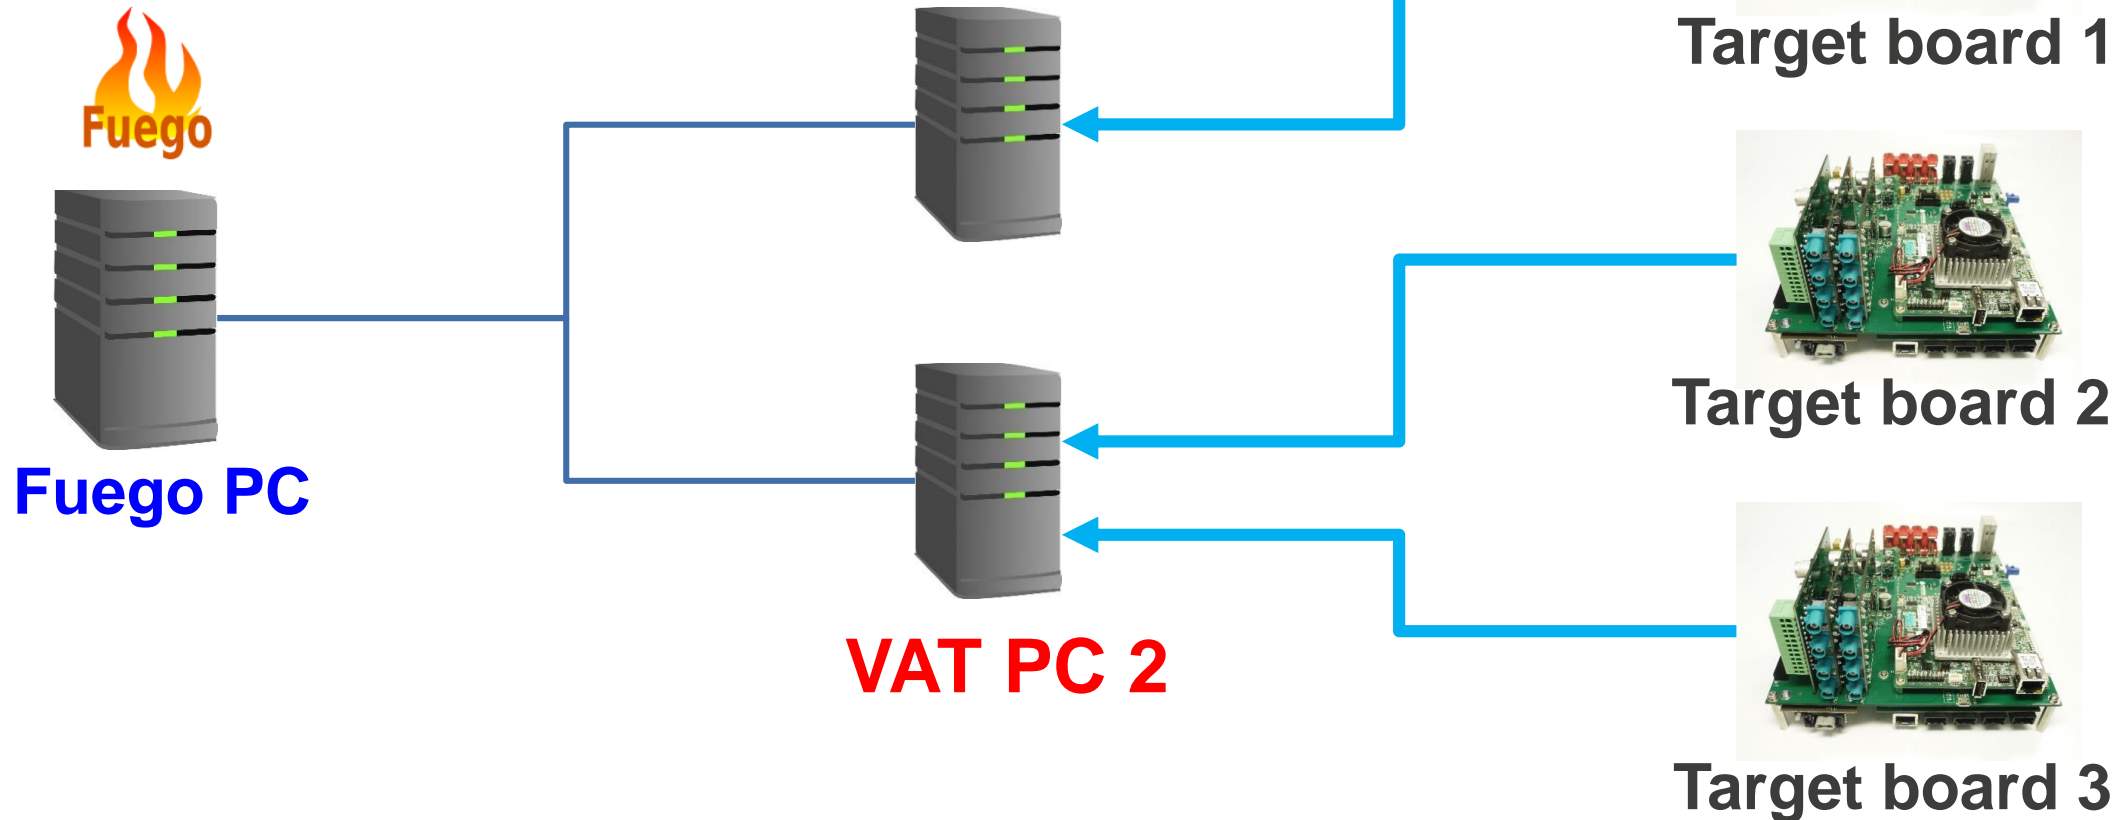 Target board 1
Fuego
Target board 2
Fuego PC
VAT PC 2
Target board 3